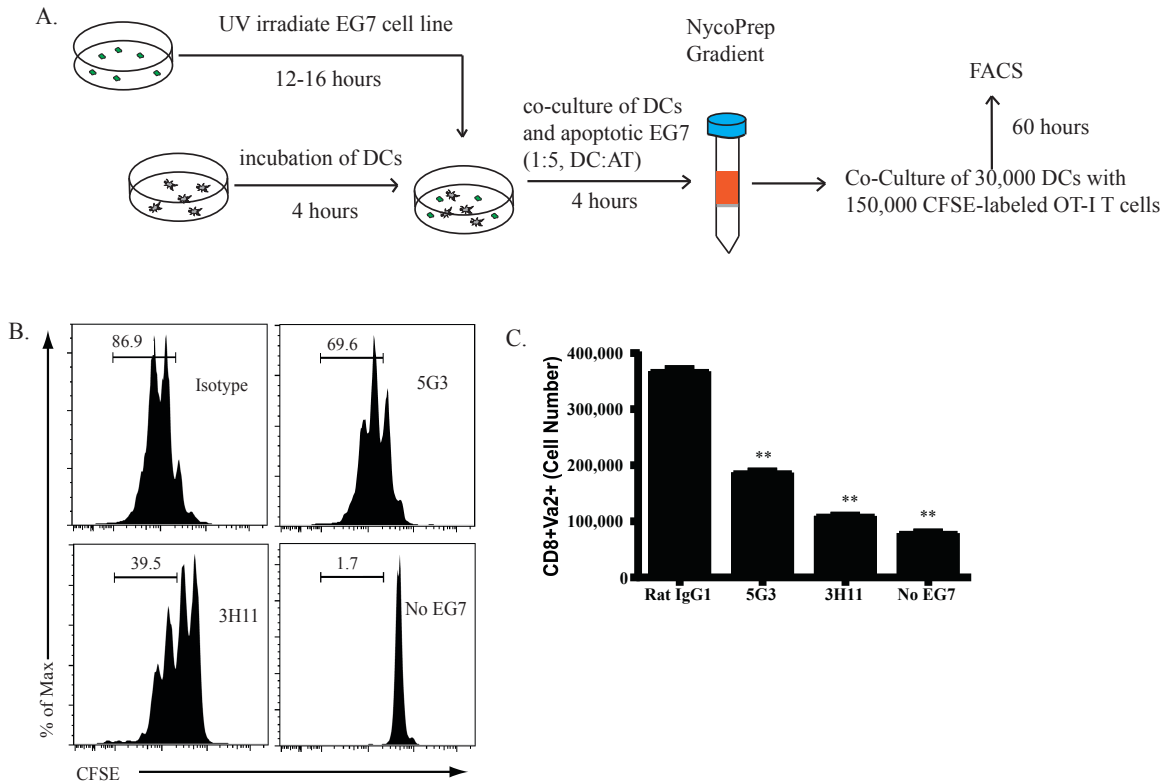 A.
UV irradiate EG7 cell line
12-16 hours
incubation of DCs
4 hours
co-culture of DCs
and apoptotic EG7
(1:5, DC:AT)
4 hours
NycoPrep
Gradient
FACS
60 hours
Co-Culture of 30,000 DCs with
150,000 CFSE-labeled OT-I T cells
B.
86.9
Isotype
69.6
5G3
39.5
3H11
1.7
No EG7
% of Max
CFSE
C.
CD8+Va2+ (Cell Number)
400,000
300,000
200,000
100,000
0
**
**
**
Rat IgG1
5G3
3H11
No EG7